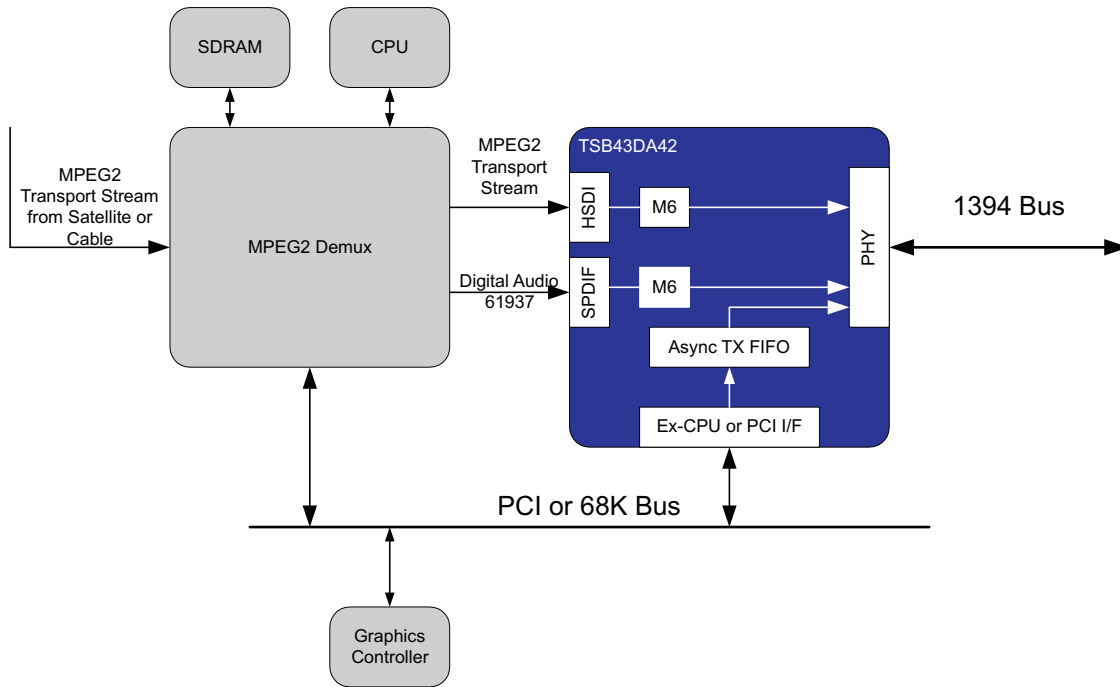 SDRAM
CPU
MPEG2
Transport Stream
from Satellite or
Cable
MPEG2 Demux
MPEG2
Transport
Stream
Digital Audio
61937
TSB43DA42
HSDI
M6
SPDIF
M6
PHY
Async TX FIFO
Ex-CPU or PCI I/F
1394 Bus
PCI or 68K Bus
Graphics
Controller